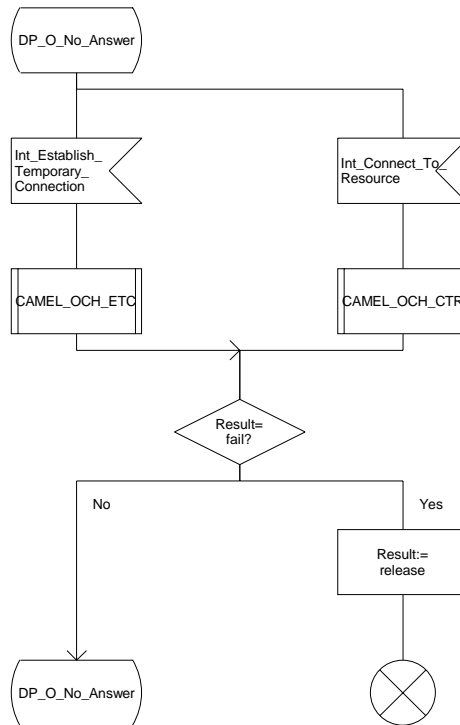 DP_O_No_Answer
Int_Establish_
Temporary_
Connection
Int_Connect_To_
Resource
CAMEL_OCH_ETC
CAMEL_OCH_CTR
Result=
fail?
No
Yes
Result:=
release
DP_O_No_Answer